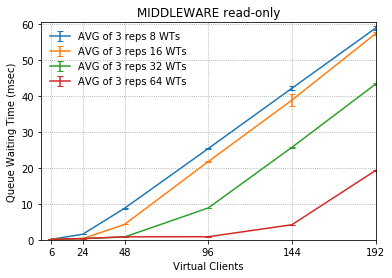 MIDDLEWARE read-only
AVG of 3 reps 8 WTs
AVG of 3 reps 16 WTs
AVG of 3 reps 32 WTs
AVG of 3 reps 64 WTs
Queue Waiting Time (msec)
60
50
40
30
20
10
0
6 24 48 96 144 192
Virtual Clients